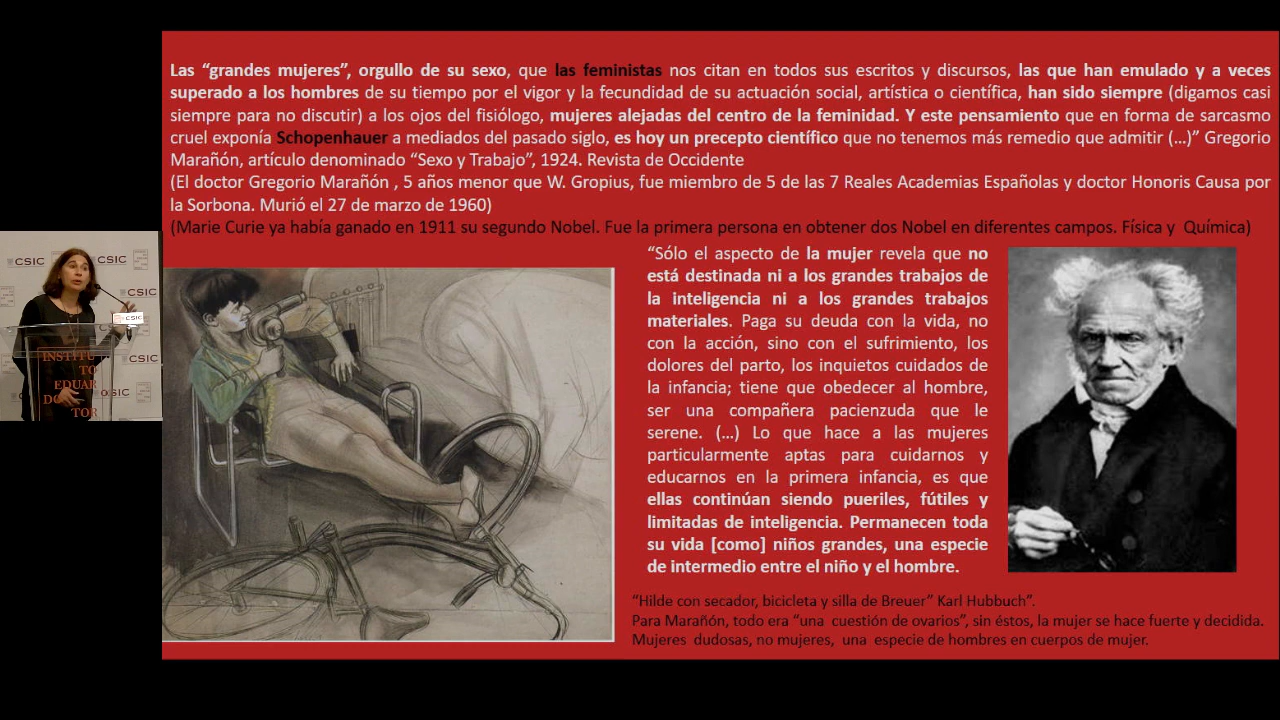 Las “grandes mujeres”, orgullo de su sexo, que las feministas nos citan en todos sus escritos y discursos, las que han emulado y a veces
superado a los hombres de su tiempo por el vigor y la fecundidad de su actuación social, artística o científica, han sido siempre (digamos casi
siempre para no discutir) a los ojos del fisiólogo, mujeres alejadas del centro de la feminidad. Y este pensamiento que en forma de sarcasmo
cruel exponía Schopenhauer a mediados del pasado siglo, es hoy un precepto científico que no tenemos más remedio que admitir (...)” Gregorio
Marañón, artículo denominado “Sexo y Trabajo”, 1924. Revista de Occidente
(El doctor Gregorio Marañón , 5 años menor que W. Gropius, fue miembro de 5 de las 7 Reales Academias Españolas y doctor Honoris Causa por
la Sorbona. Murió el 27 de marzo de 1960)
(Marie Curie ya había ganado en 1911 su segundo Nobel. Fue la primera persona en obtener dos Nobel en diferentes campos. Física y  Química)
“Sólo el aspecto de la mujer revela que no
está destinada ni a los grandes trabajos de
la inteligencia ni a los grandes trabajos
materiales. Paga su deuda con la vida, no
con la acción, sino con el sufrimiento, los
dolores del parto, los inquietos cuidados de
la infancia; tiene que obedecer al hombre,
ser una compañera pacienzuda que le
serene. (...) Lo que hace a las mujeres
particularmente aptas para cuidarnos y
educarnos en la primera infancia, es que
ellas continúan siendo pueriles, fútiles y
limitadas de inteligencia. Permanecen toda
su vida [como] niños grandes, una especie
de intermedio entre el niño y el hombre.
“Hilde con secador, bicicleta y silla de Breuer” Karl Hubbuch”.
Para Marañón, todo era “una  cuestión de ovarios”, sin éstos, la mujer se hace fuerte y decidida.
Mujeres  dudosas, no mujeres,  una  especie de hombres en cuerpos de mujer.
CSIC
CSIC
CSIC
CSIC
CSIC
INSTITU
TO
EDUAR
DO
TOR